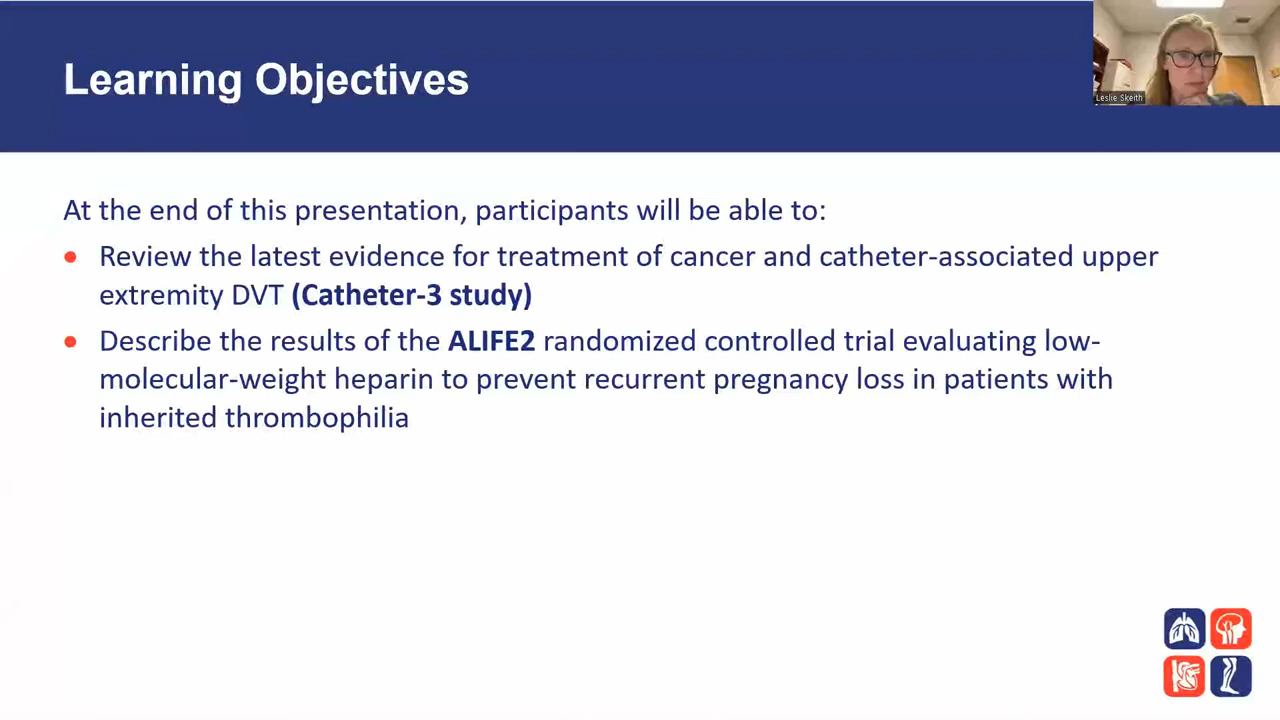 Learning Objectives
Leslie Skeith
At the end of this presentation, participants will be able to:
• Review the latest evidence for treatment of cancer and catheter-associated upper
extremity DVT (Catheter-3 study)
• Describe the results of the ALIFE2 randomized controlled trial evaluating low-
molecular-weight heparin to prevent recurrent pregnancy loss in patients with
inherited thrombophilia